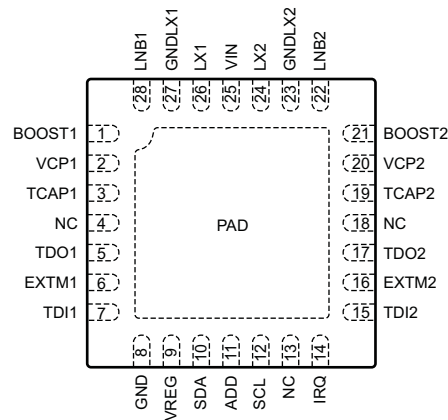 LNB1 GNDLX1 LX1 VIN LX2 GNDLX2 LNB2
28 27 26 25 24 23 22
BOOST1 1 21 BOOST2
VCP1 2 20 VCP2
TCAP1 3 19 TCAP2
NC 4 PAD 18 NC
TDO1 5 17 TDO2
EXTM1 6 16 EXTM2
TDI1 7 15 TDI2
8 9 10 11 12 13 14
GND VREG SDA ADD SCL NC IRQ